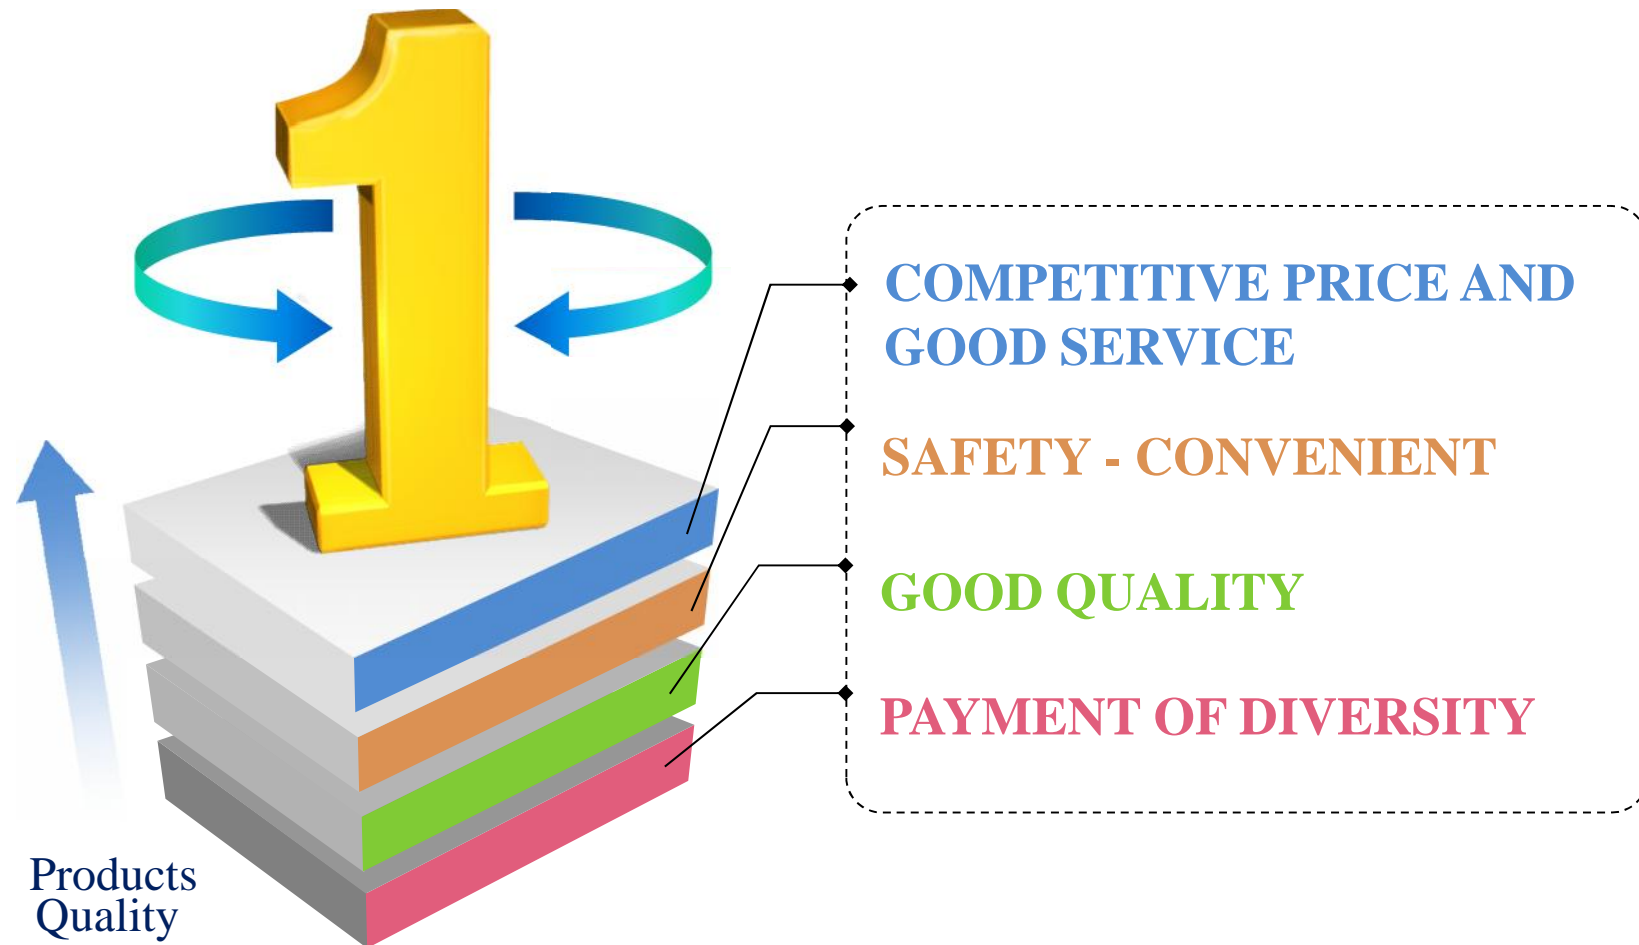 COMPETITIVE PRICE AND
GOOD SERVICE
SAFETY - CONVENIENT
GOOD QUALITY
PAYMENT OF DIVERSITY
Products
Quality